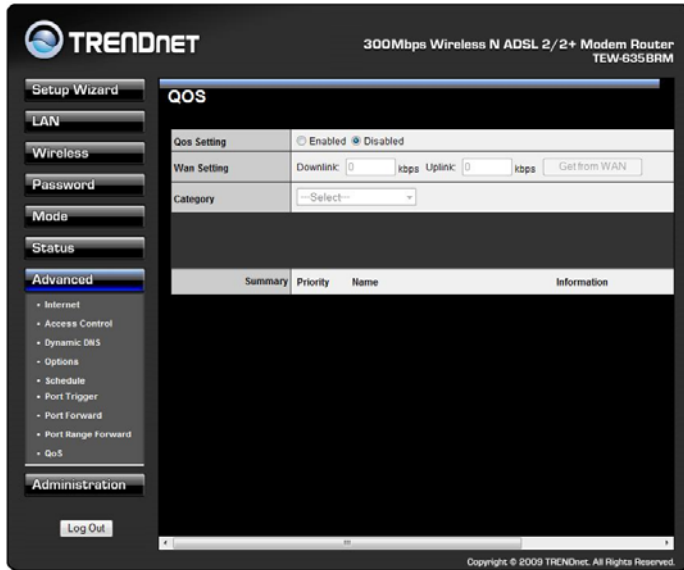 TRENDNET
300Mbps Wireless N ADSL 2/2+ Modem Router
TEW-635BRM
Setup Wizard
LAN
Wireless
Password
Mode
Status
Advanced
• Internet
• Access Control
• Dynamic DNS
• Options
• Schedule
• Port Trigger
• Port Forward
• Port Range Forward
• QoS
Administration
Log Out
QOS
Qos Setting Enabled Disabled
Wan Setting Downlink: 0 kbps Uplink: 0 kbps Get from WAN
Category ---Select---
Summary Priority Name Information
Copyright © 2009 TRENDnet. All Rights Reserved.